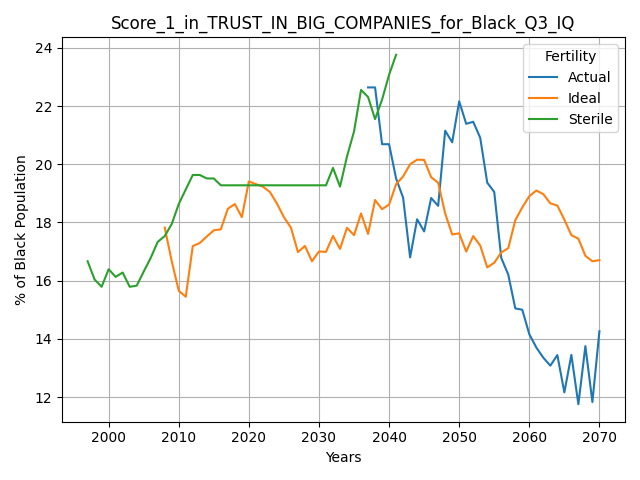 Score_1_in_TRUST_IN_BIG_COMPANIES_for_Black_Q3_IQ
Fertility
Actual
Ideal
Sterile
% of Black Population
24
22
20
18
16
14
12
2000
2010
2020
2030
2040
2050
2060
2070
Years